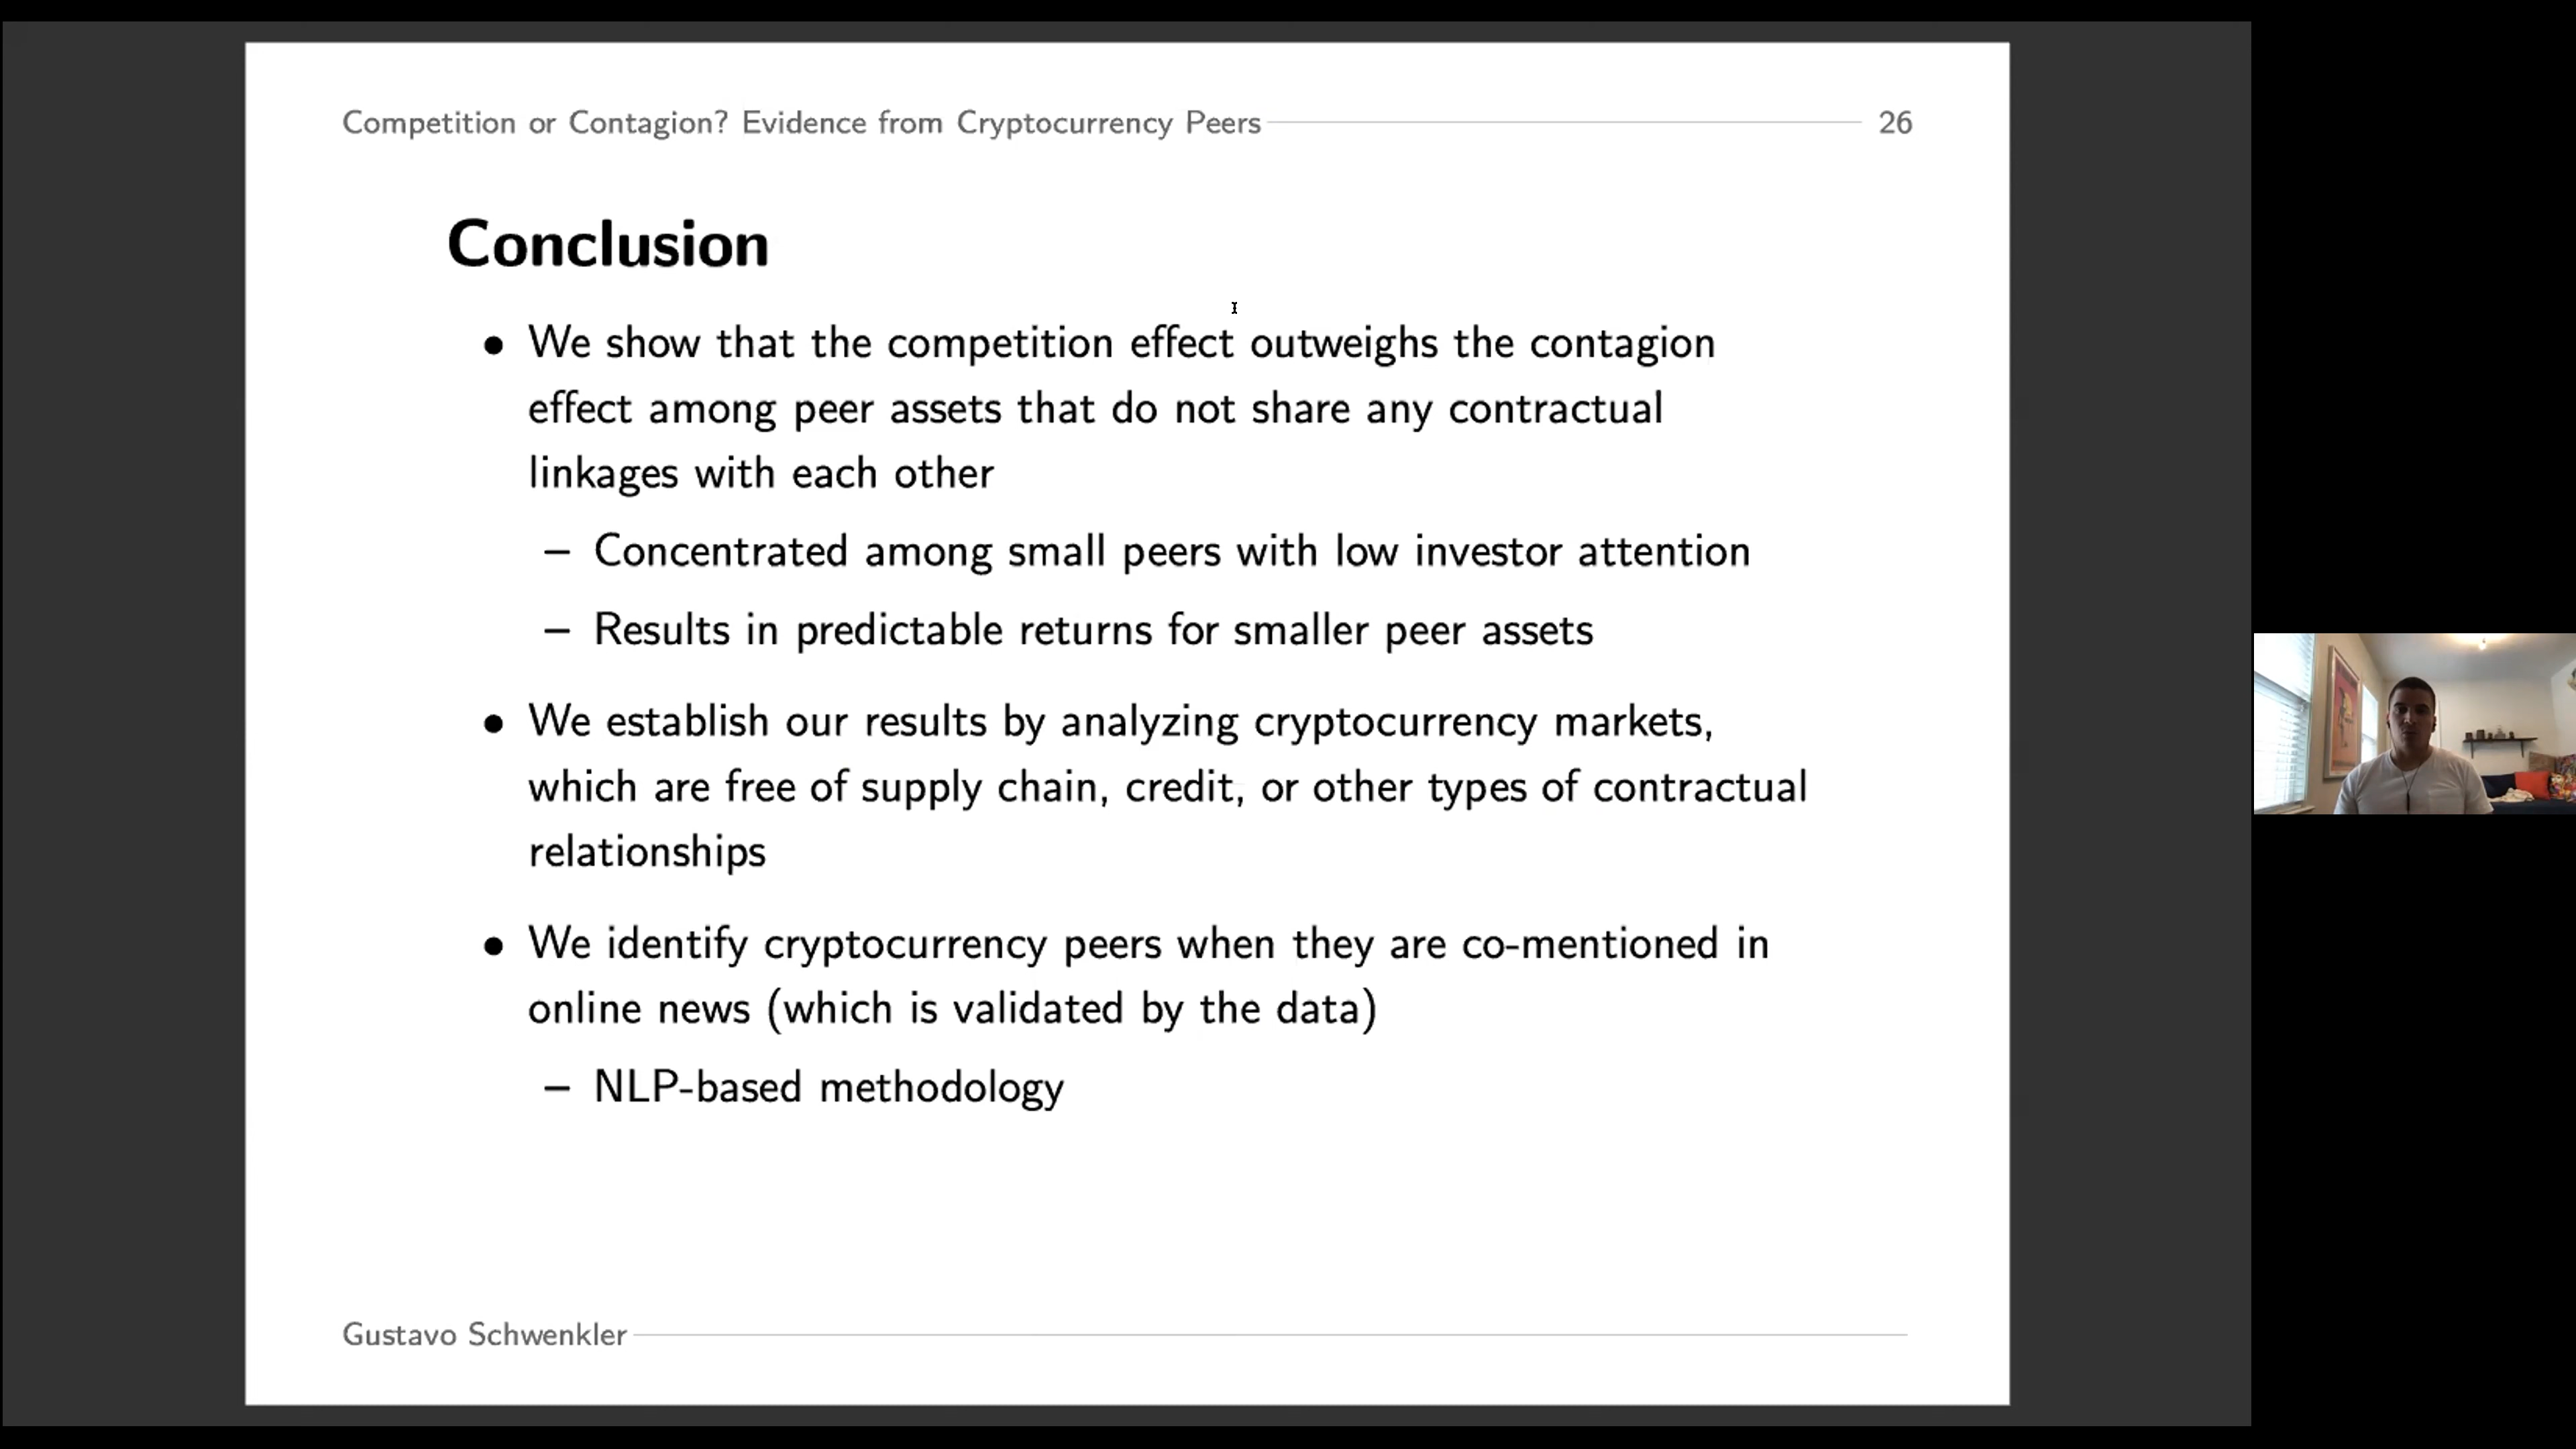 Competition or Contagion? Evidence from Cryptocurrency Peers 26
Conclusion
• We show that the competition effect outweighs the contagion
effect among peer assets that do not share any contractual
linkages with each other
– Concentrated among small peers with low investor attention
– Results in predictable returns for smaller peer assets
• We establish our results by analyzing cryptocurrency markets,
which are free of supply chain, credit, or other types of contractual
relationships
• We identify cryptocurrency peers when they are co-mentioned in
online news (which is validated by the data)
– NLP-based methodology
Gustavo Schwenkler